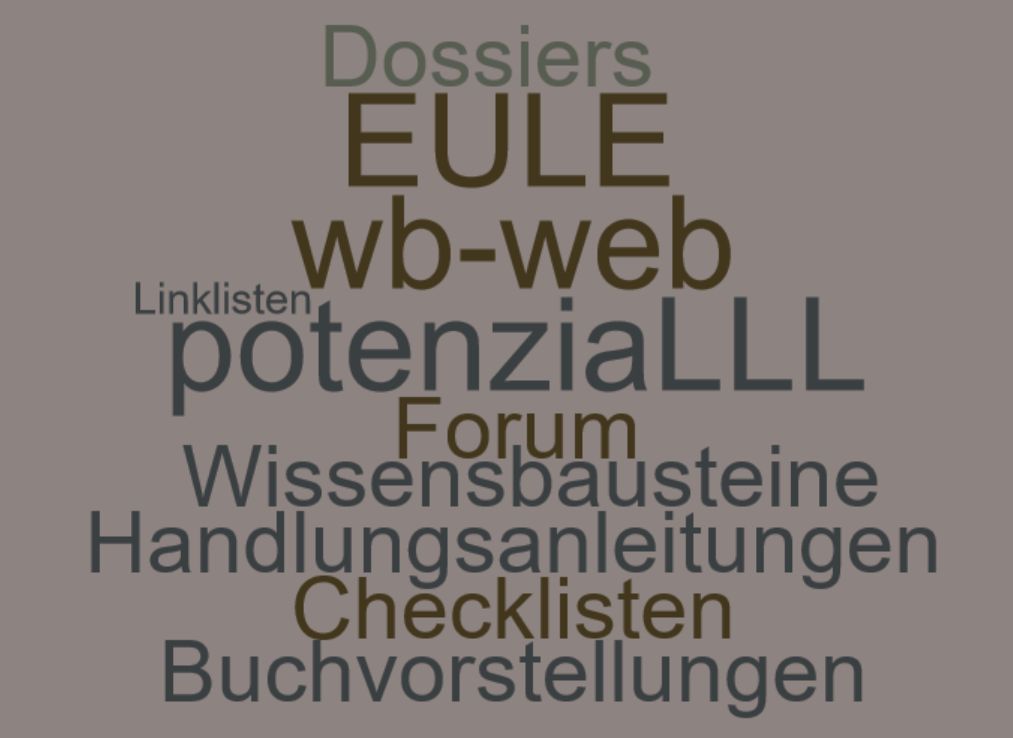 Dossiers
EULE
wb-web
Linklisten
potenziaLLL
Forum
Wissensbausteine
Handlungsanleitungen
Checklisten
Buchvorstellungen